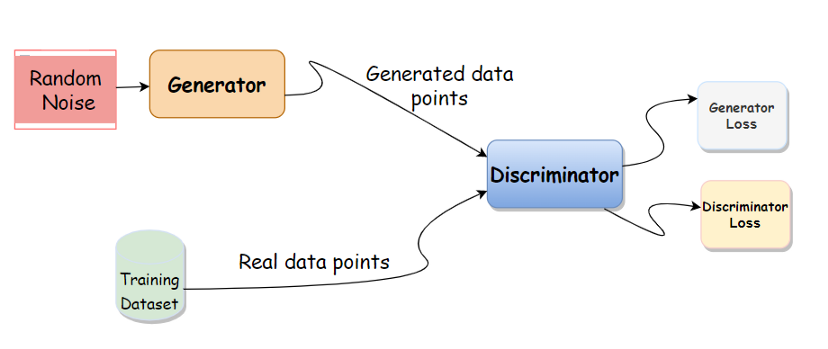 Random
Noise
Generator
Generated data
points
Discriminator
Generator
Loss
Discriminator
Loss
Real data points
Training
Dataset